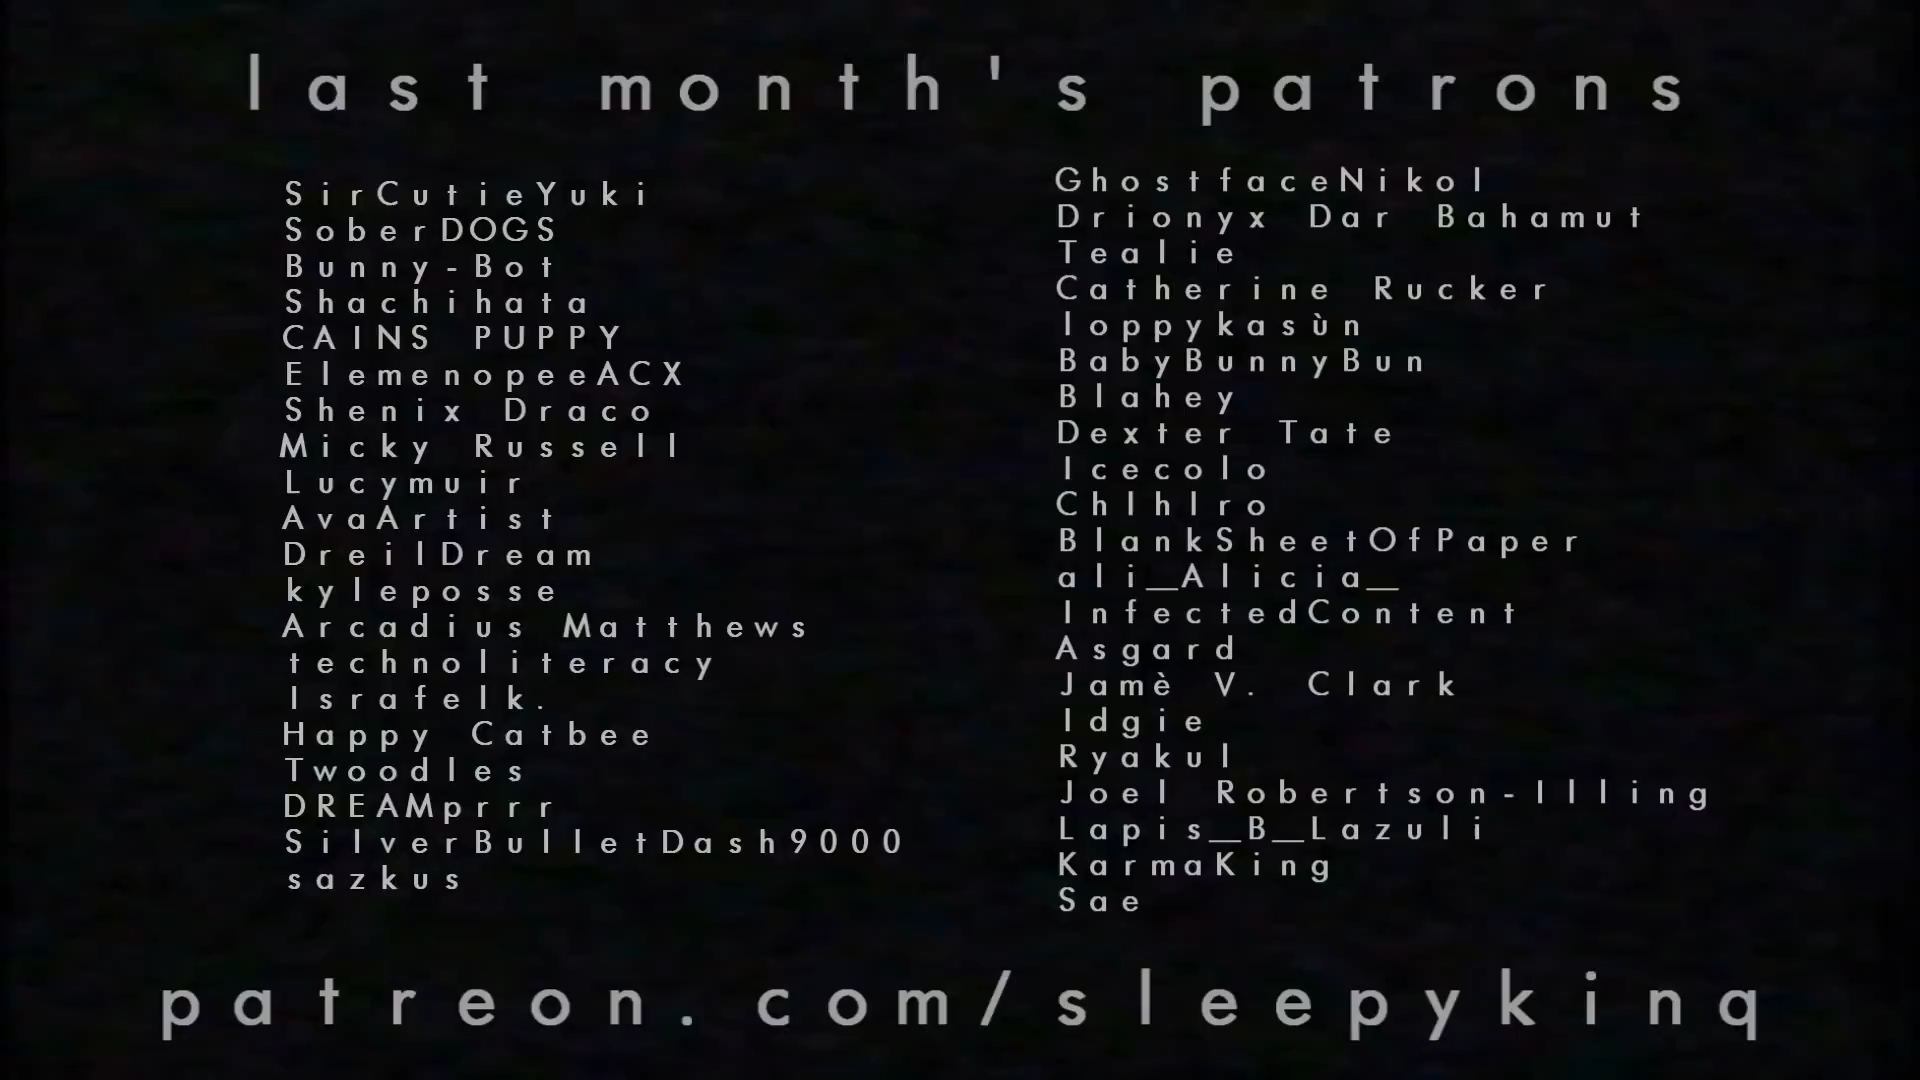 last month's patrons
SirCutieYuki
SoberDOGS
Bunny-Bot
Shachihata
CAINS PUPPY
ElemenopeeACX
Shenix Draco
Micky Russell
Lucymuir
AvaArtist
DreilDream
kyleposse
Arcadius Matthews
technoliteracy
Israfelk.
Happy Catbee
Twoodles
DREAMprrr
SilverBulletDash9000
sazkus
GhostfaceNikol
Drionyx Dar Bahamut
Tealie
Catherine Rucker
loppykasùn
BabyBunnyBun
Blahey
Dexter Tate
Icecolo
ChIhIro
BlankSheetOfPaper
ali_Alicia_
InfectedContent
Asgard
Jamè V. Clark
Idgie
Ryakul
Joel Robertson-Illing
Lapis_B_Lazuli
KarmaKing
Sae
patreon.com/sleepykinq